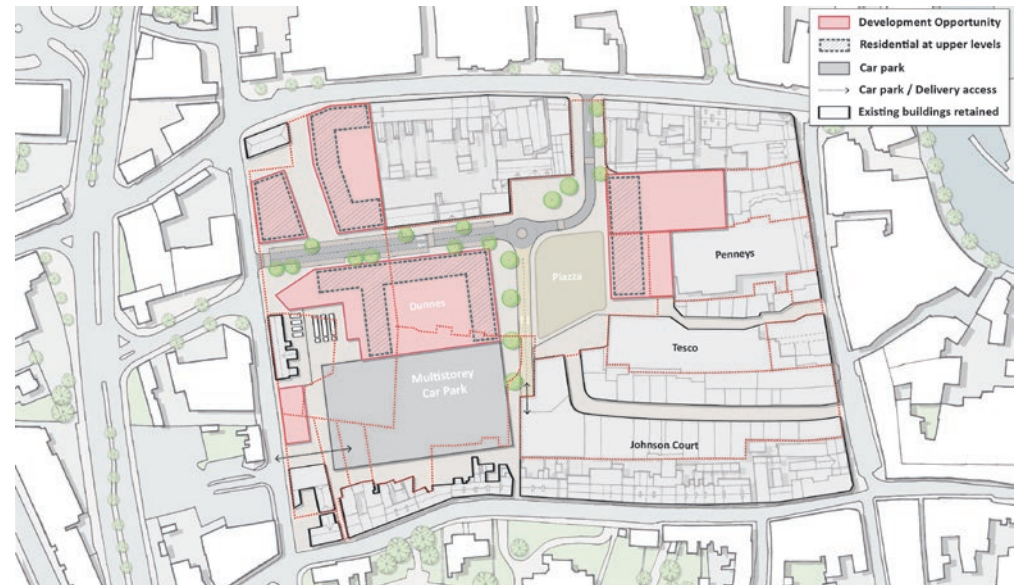 Development Opportunity
Residential at upper levels
Car park
Car park / Delivery access
Existing buildings retained
Penneys
Piazza
Dunnes
Tesco
Multistorey
Car Park
Johnson Court